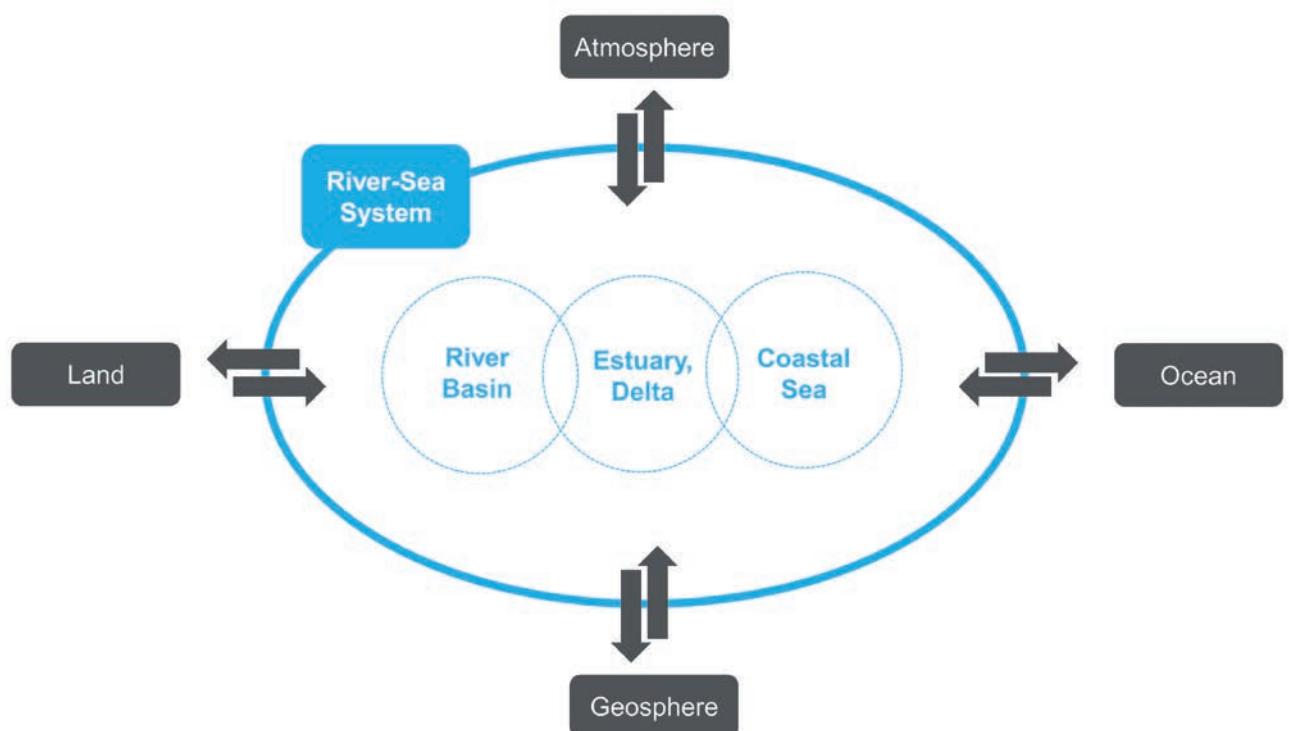 Atmosphere
River-Sea
System
Land
River
Basin
Estuary,
Delta
Coastal
Sea
Ocean
Geosphere